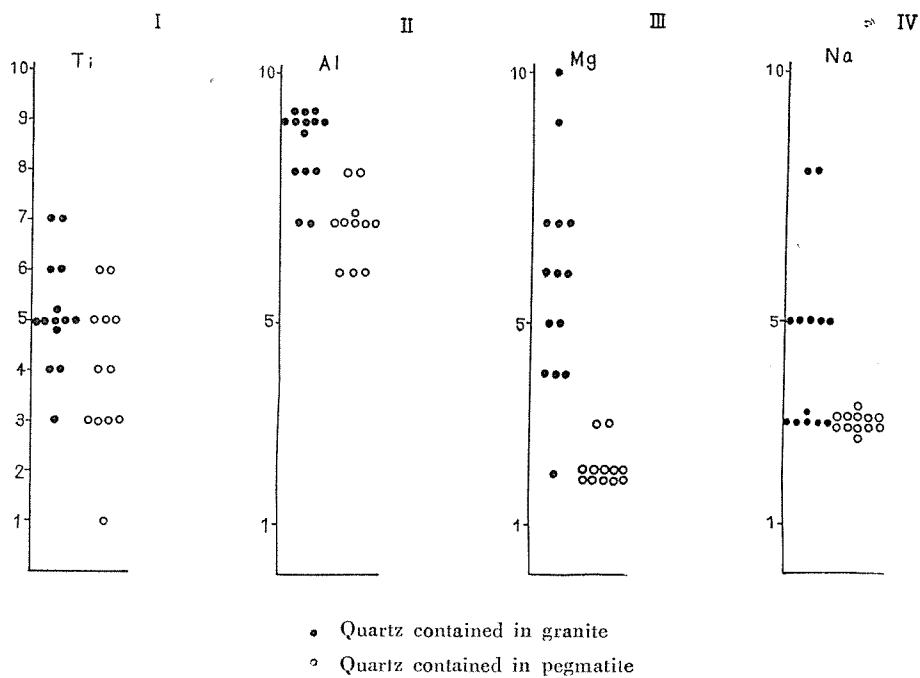 I II III IV
Ti Al Mg Na
10 9 8 7 6 5 4 3 2 1
10 5 1
10 5 1
10 5 1
Quartz contained in granite
Quartz contained in pegmatile